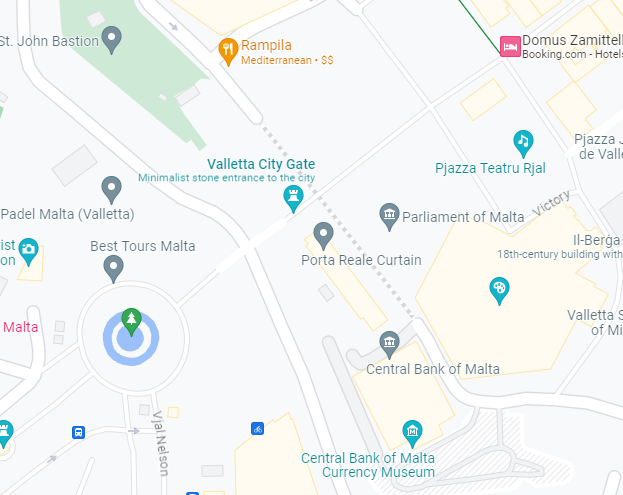 St. John Bastion
Rampila
Mediterranean • $$
Domus Zamittell
Booking.com - Hotels
Valletta City Gate
Minimalist stone entrance to the city
Pjazza Teatru Rjal
Pjazza J
de Valle
Padel Malta (Valletta)
Victory
Parliament of Malta
Best Tours Malta
Porta Reale Curtain
Il-Berġa
18th-century building with
ist
on
Malta
Valletta S
of Mi
Central Bank of Malta
Vjal Nelson
Central Bank of Malta
Currency Museum